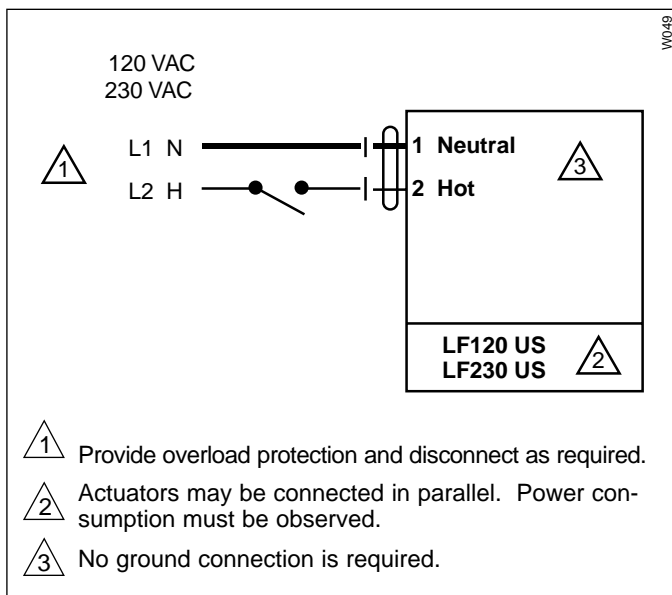 W049
120 VAC
230 VAC
L1 N
1 Neutral
1
3
L2 H
2 Hot
LF120 US
LF230 US
2
1 Provide overload protection and disconnect as required.
2 Actuators may be connected in parallel. Power con-
sumption must be observed.
3 No ground connection is required.